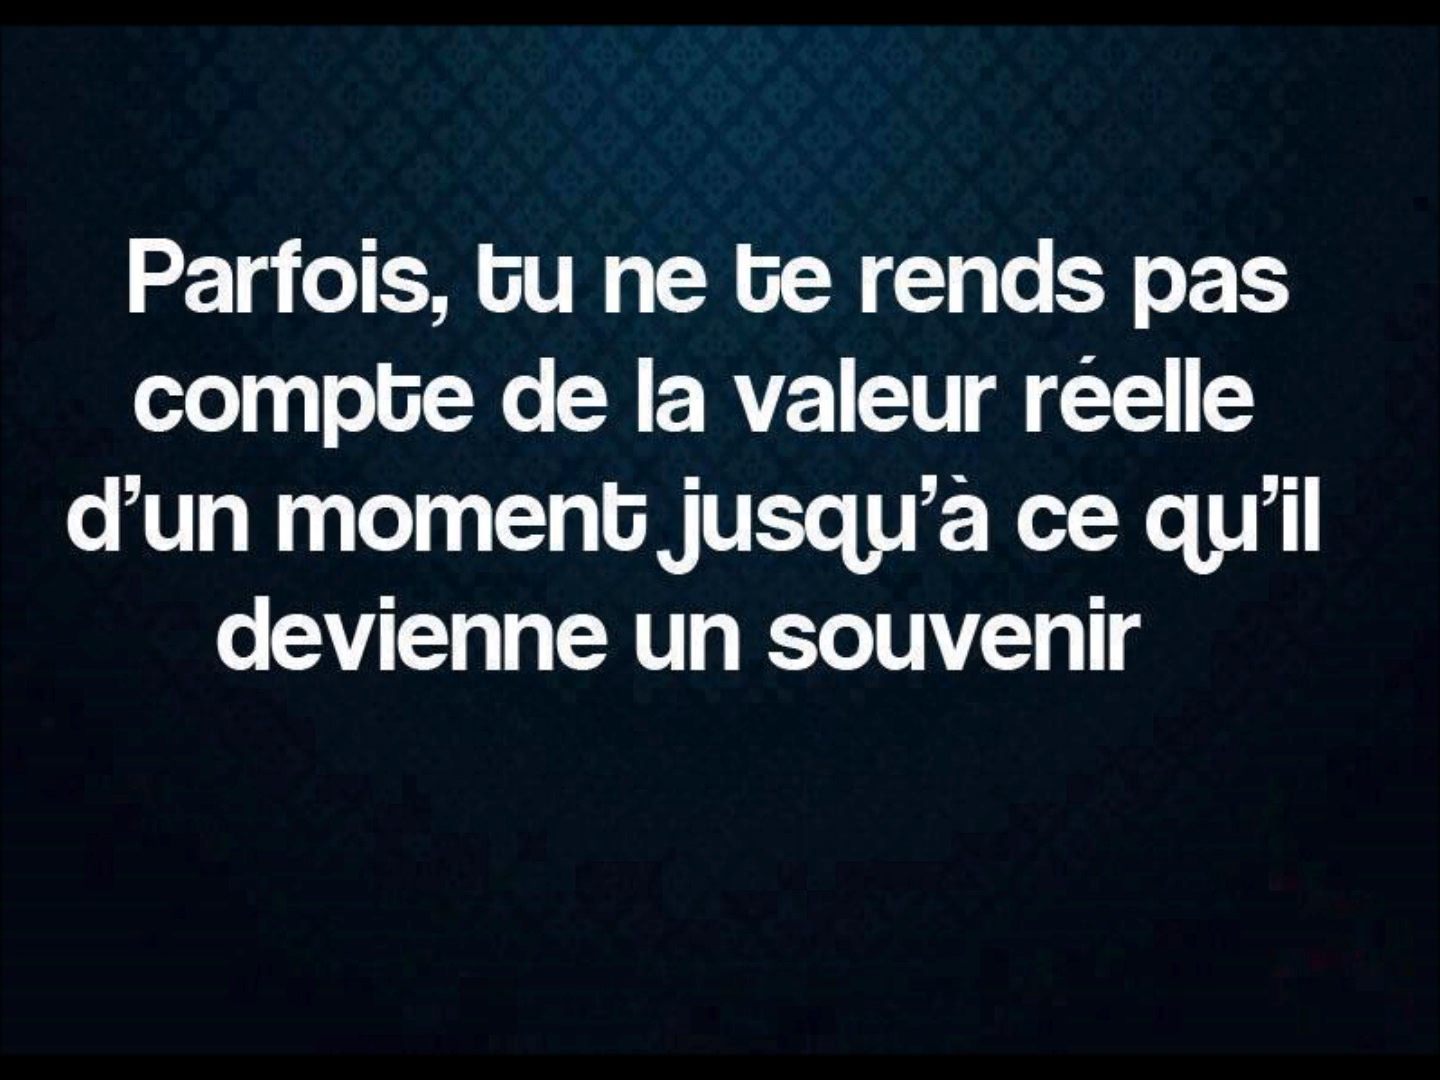 Parfois, tu ne te rends pas
compte de la valeur réelle
d’un moment jusqu’à ce qu’il
devienne un souvenir